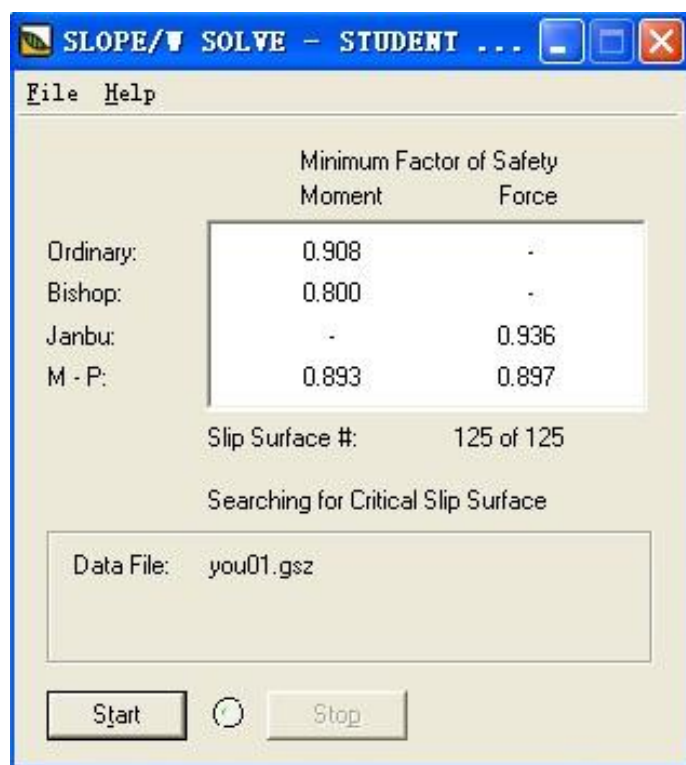 SLOPE/W SOLVE - STUDENT ...
File Help
Minimum Factor of Safety
Moment Force
Ordinary: 0.908 -
Bishop: 0.800 -
Janbu: - 0.936
M - P: 0.893 0.897
Slip Surface #: 125 of 125
Searching for Critical Slip Surface
Data File: you01.gsz
Start Stop